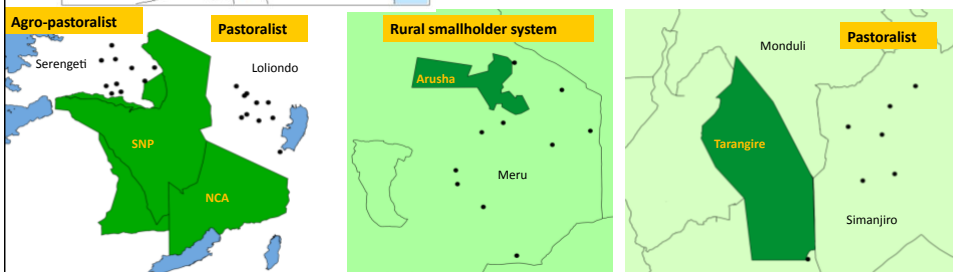 Agro-pastoralist
Pastoralist
Serengeti
Loliondo
SNP
NCA
Rural smallholder system
Arusha
Meru
Monduli
Pastoralist
Tarangire
Simanjiro